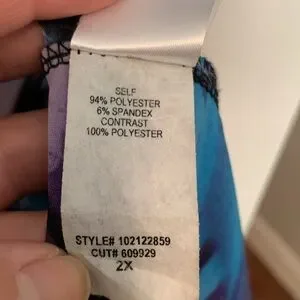 SELF
94% POLYESTER
6% SPANDEX
CONTRAST
100% POLYESTER
STYLE# 102122859
CUT# 609929
2X